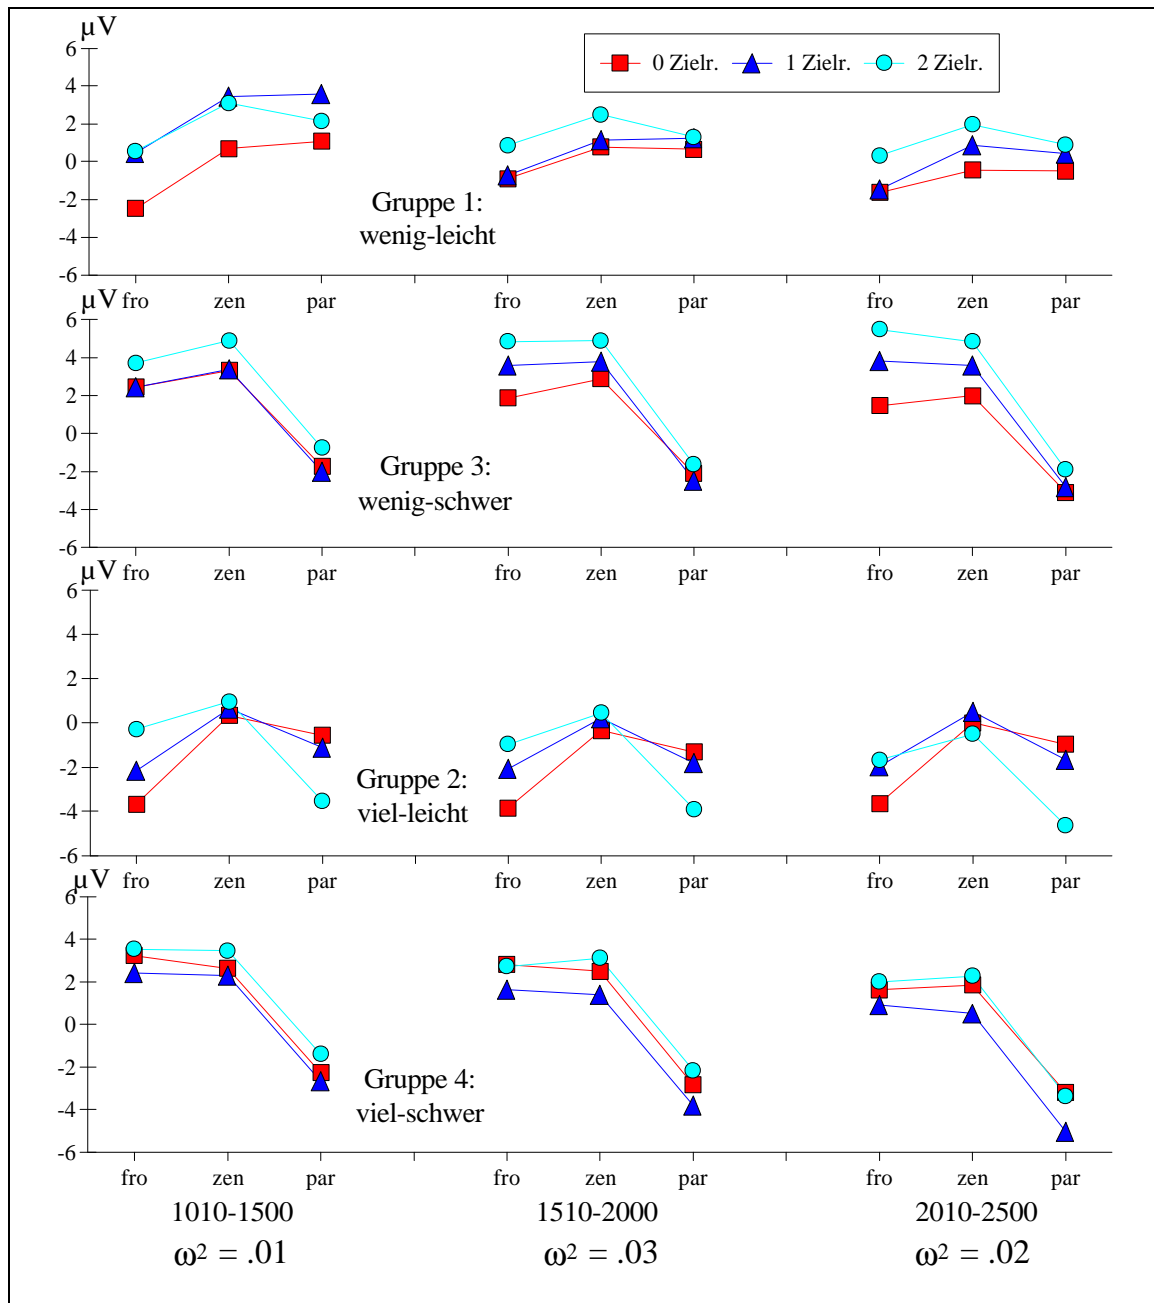 µV
0 Zielr. 1 Zielr. 2 Zielr.
6
4
2
0
-2
-4
-6
Gruppe 1:
wenig-leicht
fro zen par fro zen par fro zen par
µV
6
4
2
0
-2
-4
-6
Gruppe 3:
wenig-schwer
fro zen par fro zen par fro zen par
µV
6
4
2
0
-2
-4
-6
Gruppe 2:
viel-leicht
fro zen par fro zen par fro zen par
µV
6
4
2
0
-2
-4
-6
Gruppe 4:
viel-schwer
fro zen par fro zen par fro zen par
1010-1500 1510-2000 2010-2500
ω² = .01 ω² = .03 ω² = .02